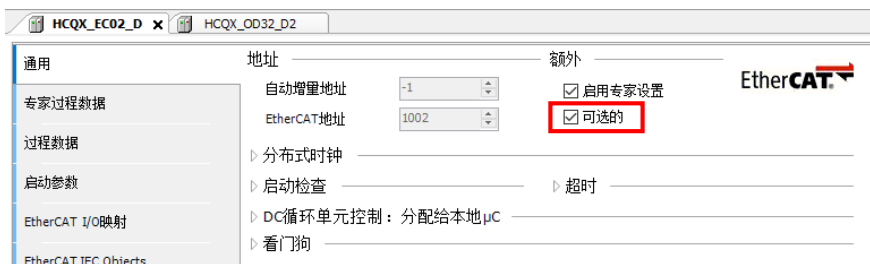 HCQX_EC02_D
HCQX_OD32_D2
通用
专家过程数据
过程数据
启动参数
EtherCAT I/O映射
EtherCAT IEC Objects
地址
自动增量地址 -1
EtherCAT地址 1002
额外
启用专家设置
可选的
EtherCAT.
分布式时钟
启动检查
超时
DC循环单元控制：分配给本地μC
看门狗